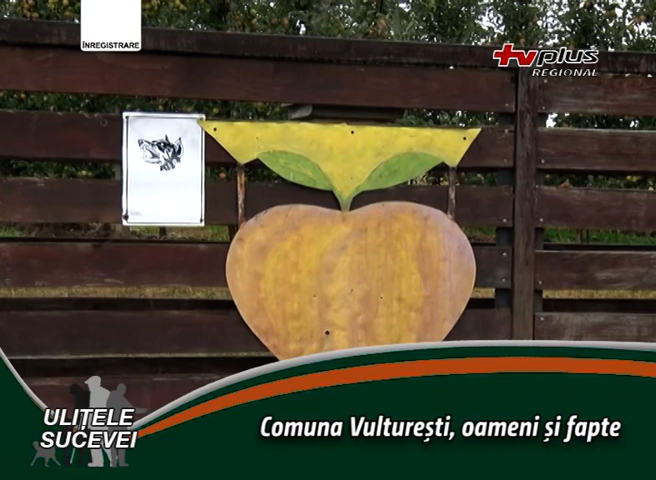 ÎNREGISTRARE
tvplus
REGIONAL
ULIȚELE
SUCEVEI
Comuna Vulturești, oameni și fapte